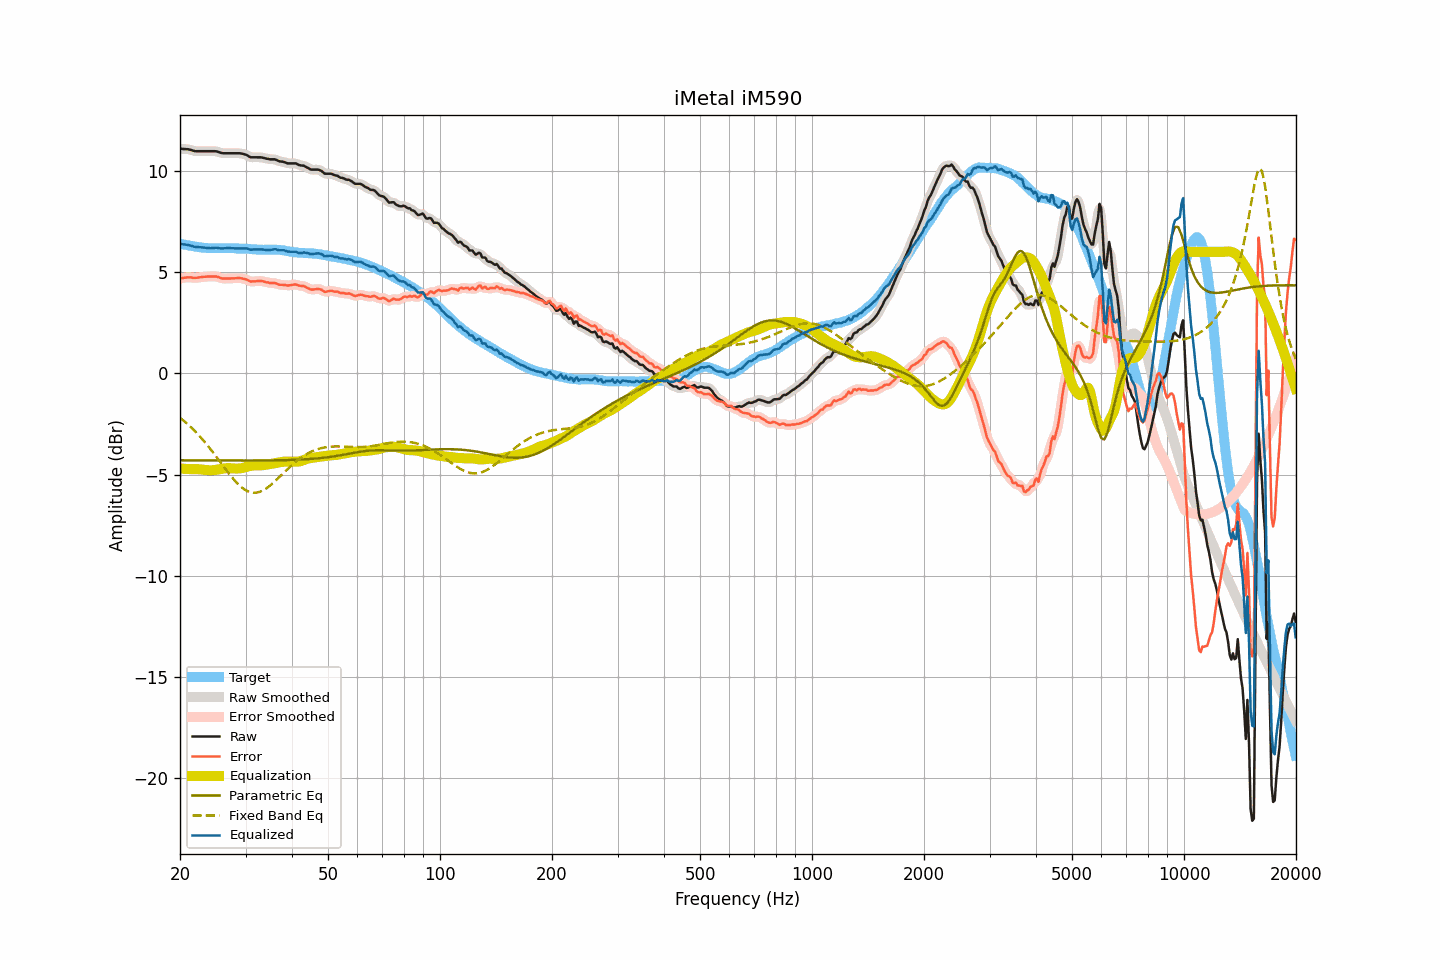 iMetal iM590
Amplitude (dBr)
10
5
0
−5
−10
−15
−20
Target
Raw Smoothed
Error Smoothed
Raw
Error
Equalization
Parametric Eq
Fixed Band Eq
Equalized
20 50 100 200 500 1000 2000 5000 10000 20000
Frequency (Hz)